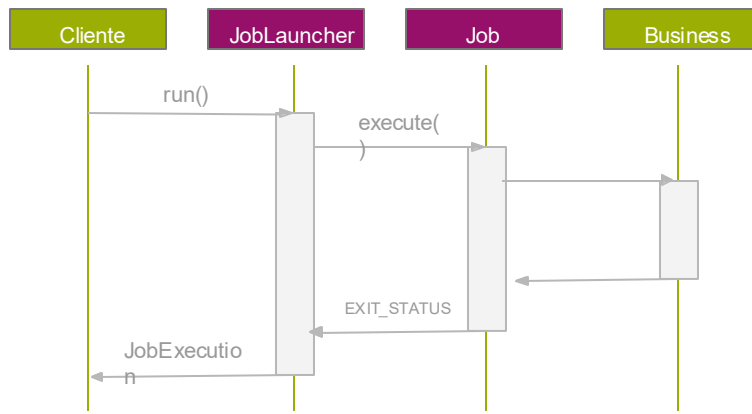 Cliente
JobLauncher
Job
Business
run()
execute(
)
EXIT_STATUS
JobExecutio
n